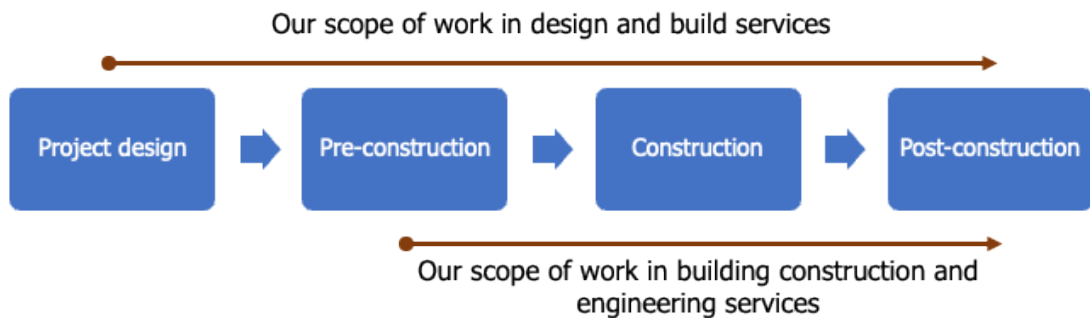 Our scope of work in design and build services
Project design
Pre-construction
Construction
Post-construction
Our scope of work in building construction and
engineering services